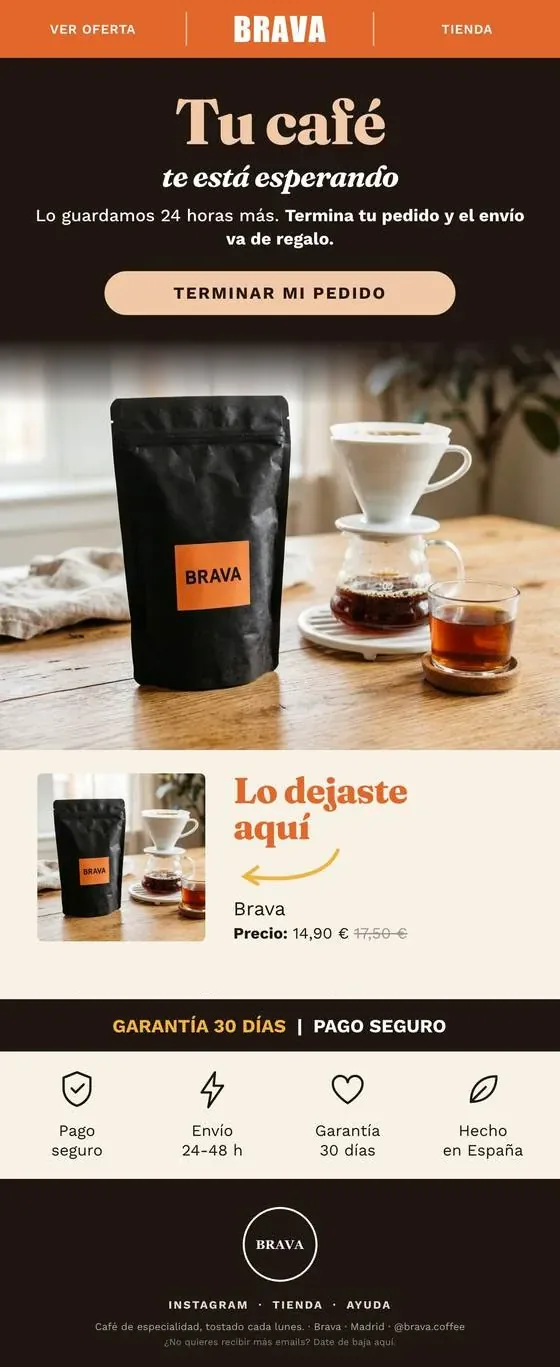 VER OFERTA
BRAVA
TIENDA
Tu café
te está esperando
Lo guardamos 24 horas más. Termina tu pedido y el envío
va de regalo.
TERMINAR MI PEDIDO
BRAVA
Lo dejaste
aquí
BRAVA
Brava
Precio: 14,90 € 17,50 €
GARANTÍA 30 DÍAS | PAGO SEGURO
Pago
seguro
Envío
24-48 h
Garantía
30 días
Hecho
en España
BRAVA
INSTAGRAM · TIENDA · AYUDA
Café de especialidad, tostado cada lunes. · Brava · Madrid · @brava.coffee
¿No quieres recibir más emails? Date de baja aquí.